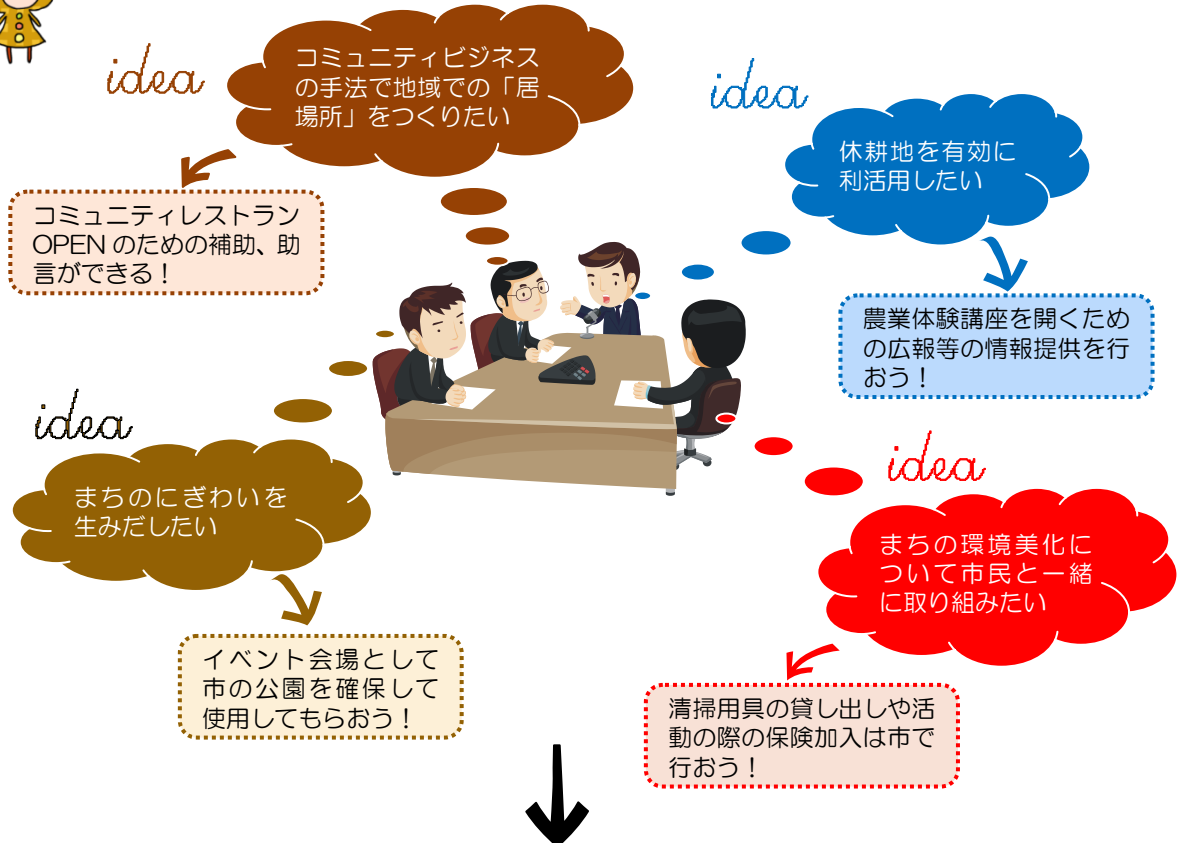 idea
コミュニティビジネス
の手法で地域での「居
場所」をつくりたい
コミュニティレストラン
OPEN のための補助、助
言ができる！
idea
休耕地を有効に
利活用したい
農業体験講座を開くため
の広報等の情報提供を行
おう！
idea
まちのにぎわいを
生みだしたい
イベント会場として
市の公園を確保して
使用してもらおう！
idea
まちの環境美化に
ついて市民と一緒
に取り組みたい
清掃用具の貸し出しや活
動の際の保険加入は市で
行おう！